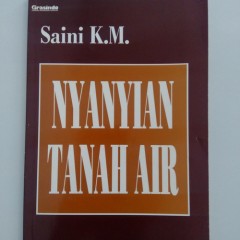 Grasindo
Saini K.M.
NYANYIAN
TANAH AIR